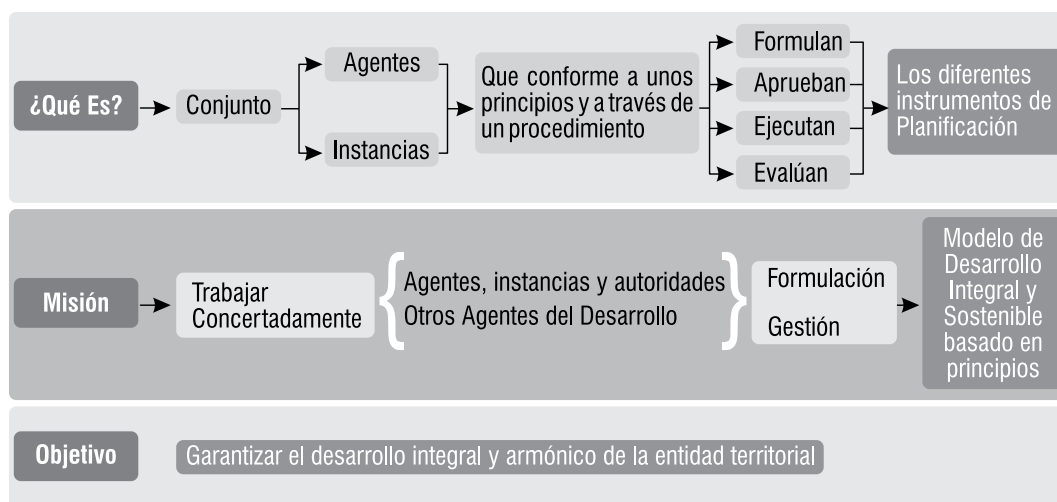 ¿Qué Es?
Conjunto
Agentes
Instancias
Que conforme a unos
principios y a través de
un procedimiento
Formulan
Aprueban
Ejecutan
Evalúan
Los diferentes
instrumentos de
Planificación
Misión
Trabajar
Concertadamente
Agentes, instancias y autoridades
Otros Agentes del Desarrollo
Formulación
Gestión
Modelo de
Desarrollo
Integral y
Sostenible
basado en
principios
Objetivo
Garantizar el desarrollo integral y armónico de la entidad territorial